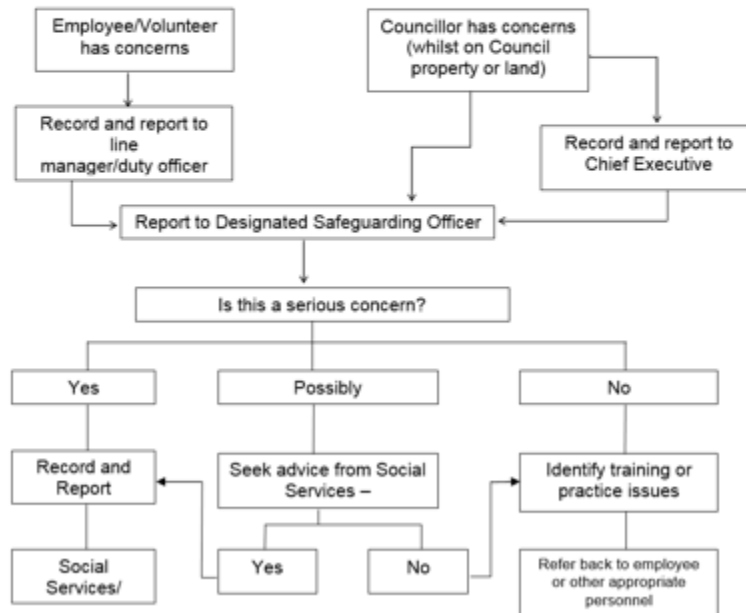 Employee/Volunteer
has concerns
Councillor has concerns
(whilst on Council
property or land)
Record and report to
line
manager/duty officer
Record and report to
Chief Executive
Report to Designated Safeguarding Officer
Is this a serious concern?
Yes
Possibly
No
Record and
Report
Seek advice from Social
Services –
Identify training or
practice issues
Social
Services/
Yes
No
Refer back to employee
or other appropriate
personnel